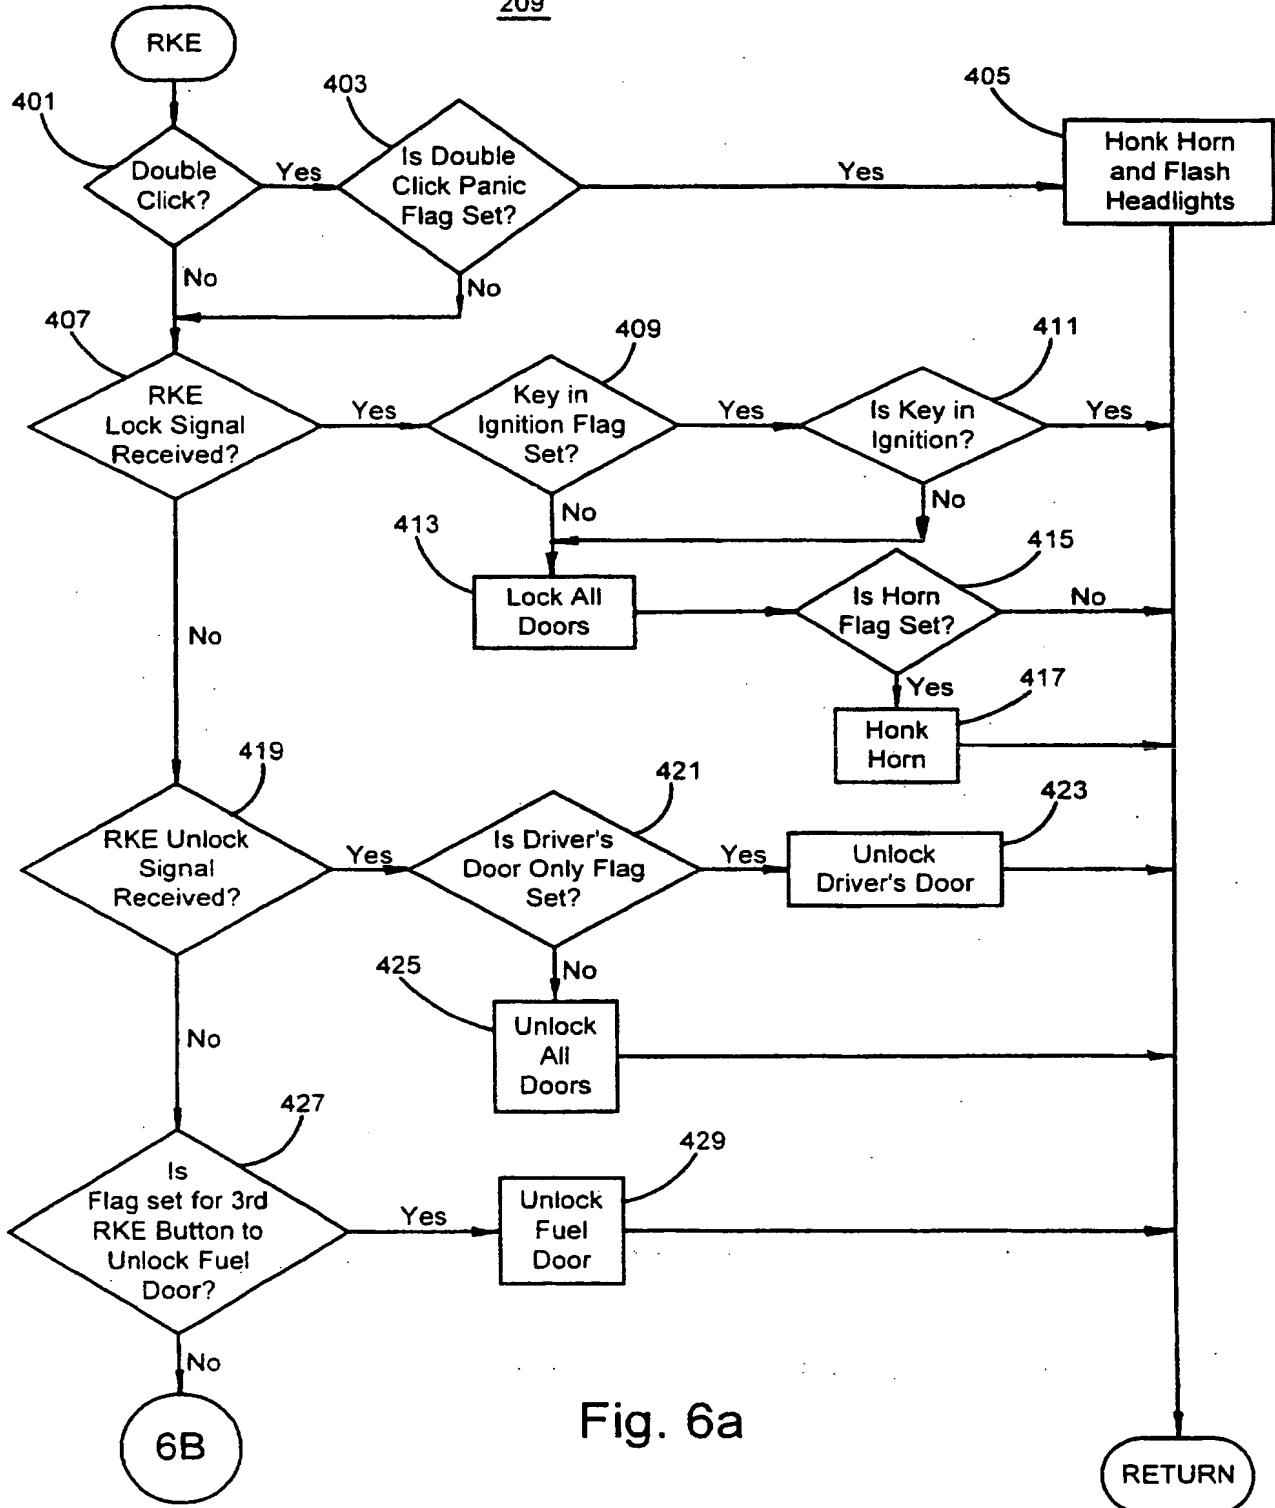 209
RKE
401
403
405
Double
Click?
Yes
Is Double
Click Panic
Flag Set?
Yes
Honk Horn
and Flash
Headlights
No
No
407
409
411
RKE
Lock Signal
Received?
Yes
Key in
Ignition Flag
Set?
Yes
Is Key in
Ignition?
Yes
No
No
413
415
Lock All
Doors
Is Horn
Flag Set?
No
No
Yes
417
Honk
Horn
419
421
423
RKE Unlock
Signal
Received?
Yes
Is Driver's
Door Only Flag
Set?
Yes
Unlock
Driver's Door
No
425
Unlock
All
Doors
No
427
429
Is
Flag set for 3rd
RKE Button to
Unlock Fuel
Door?
Yes
Unlock
Fuel
Door
No
6B
Fig. 6a
RETURN